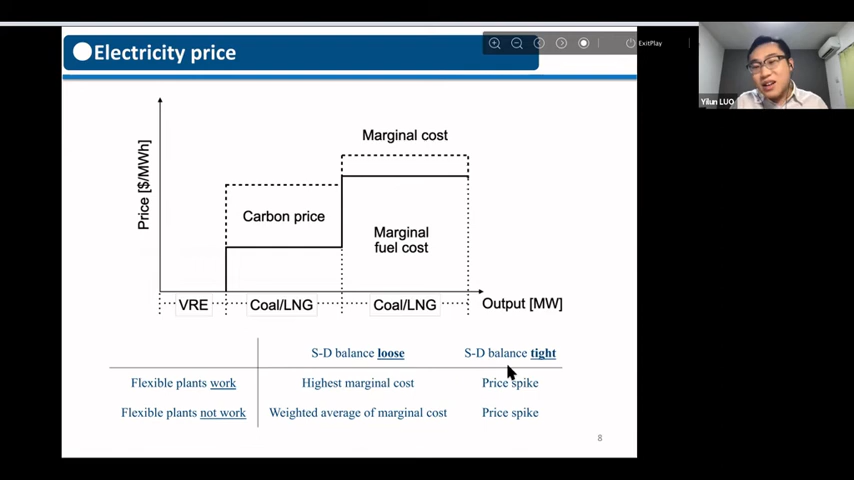 Electricity price
ExitPlay
Yilun LUO
Price [$/MWh]
Marginal cost
Carbon price
Marginal
fuel cost
VRE
Coal/LNG
Coal/LNG
Output [MW]
S-D balance loose
S-D balance tight
Flexible plants work
Highest marginal cost
Price spike
Flexible plants not work
Weighted average of marginal cost
Price spike
8